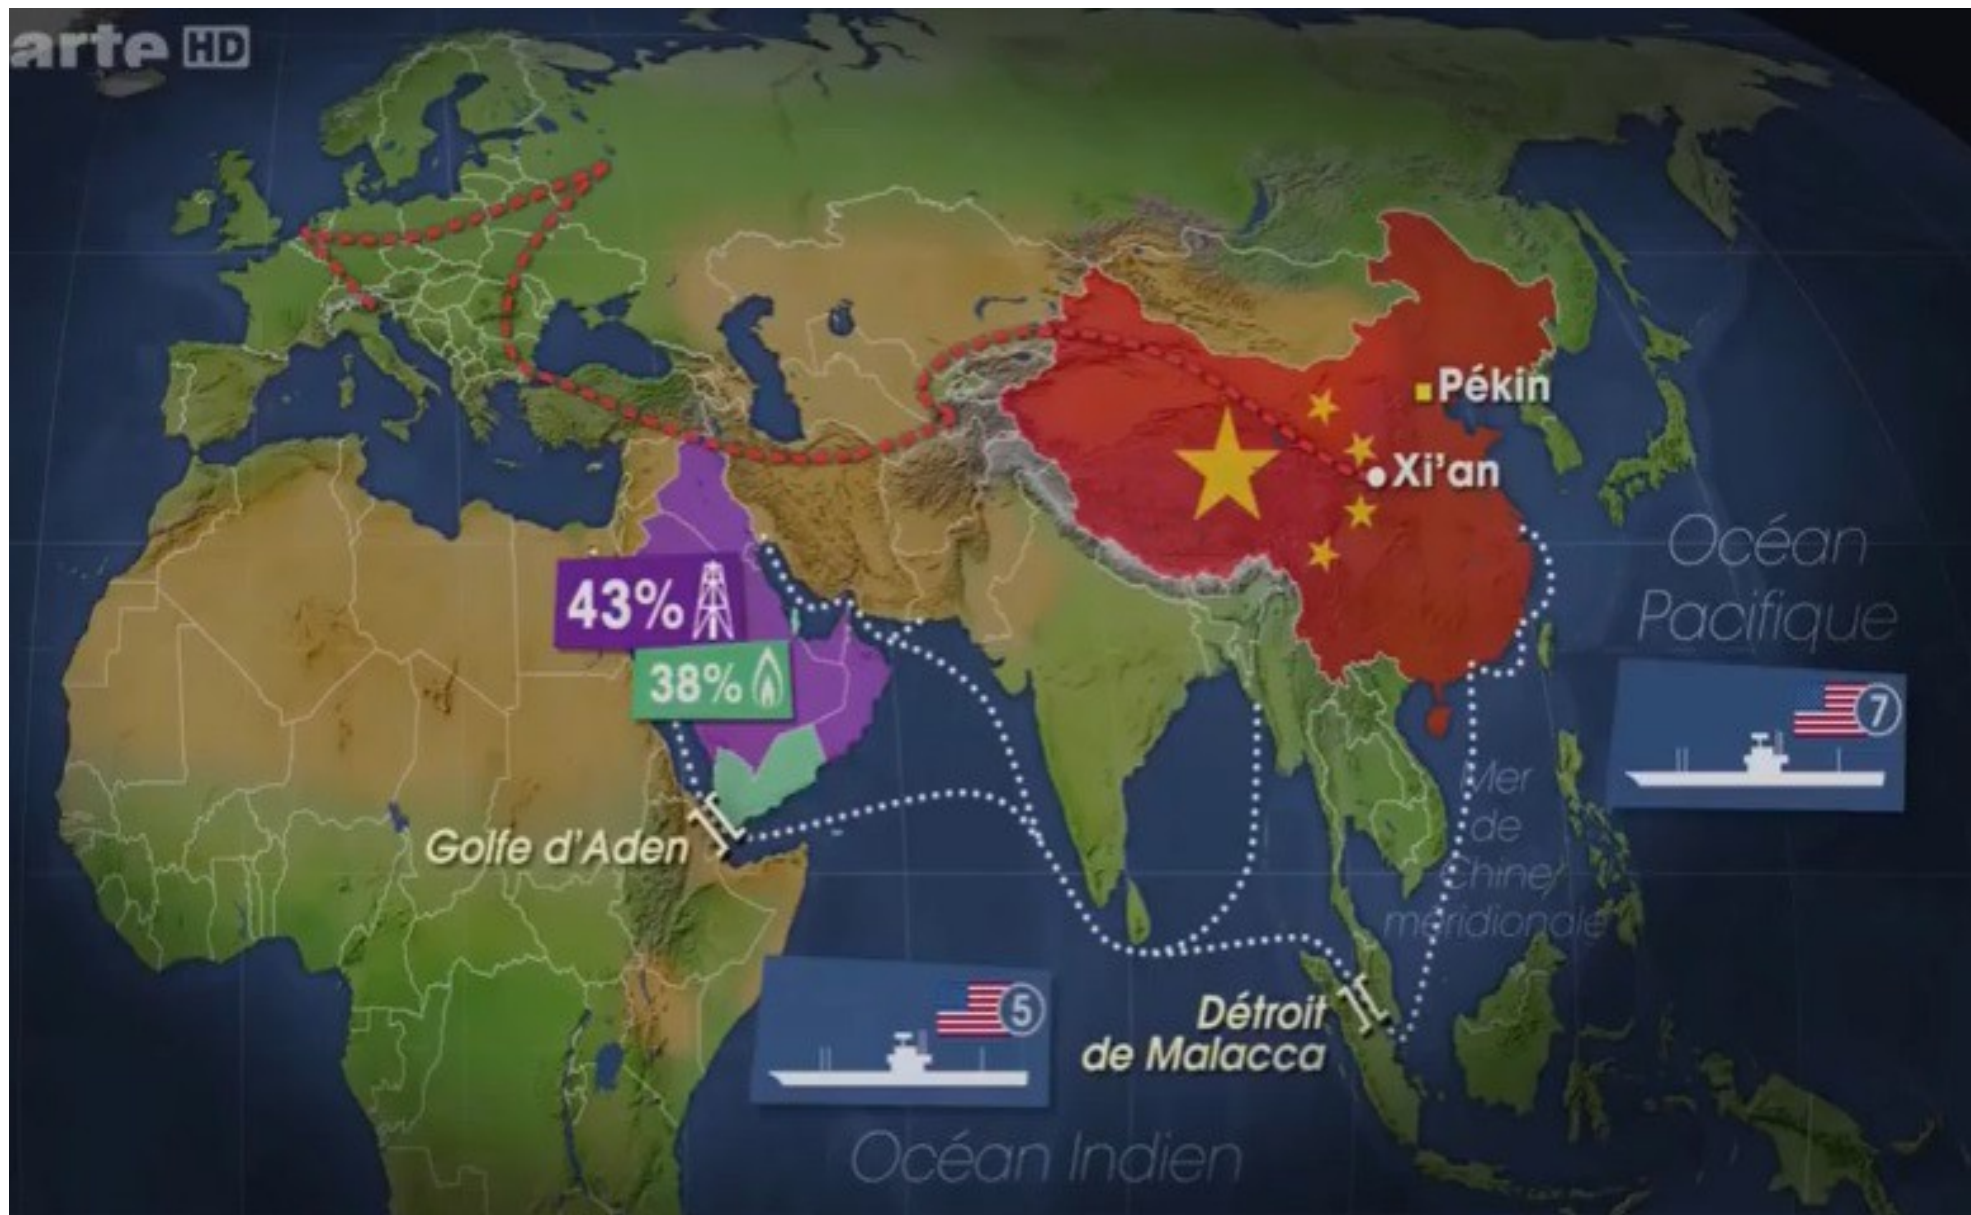 arte HD
Pékin
Xi'an
Océan
Pacifique
43%
38%
7
Mer
de
Chine
méridionale
Golfe d'Aden
5
Détroit
de Malacca
Océan Indien